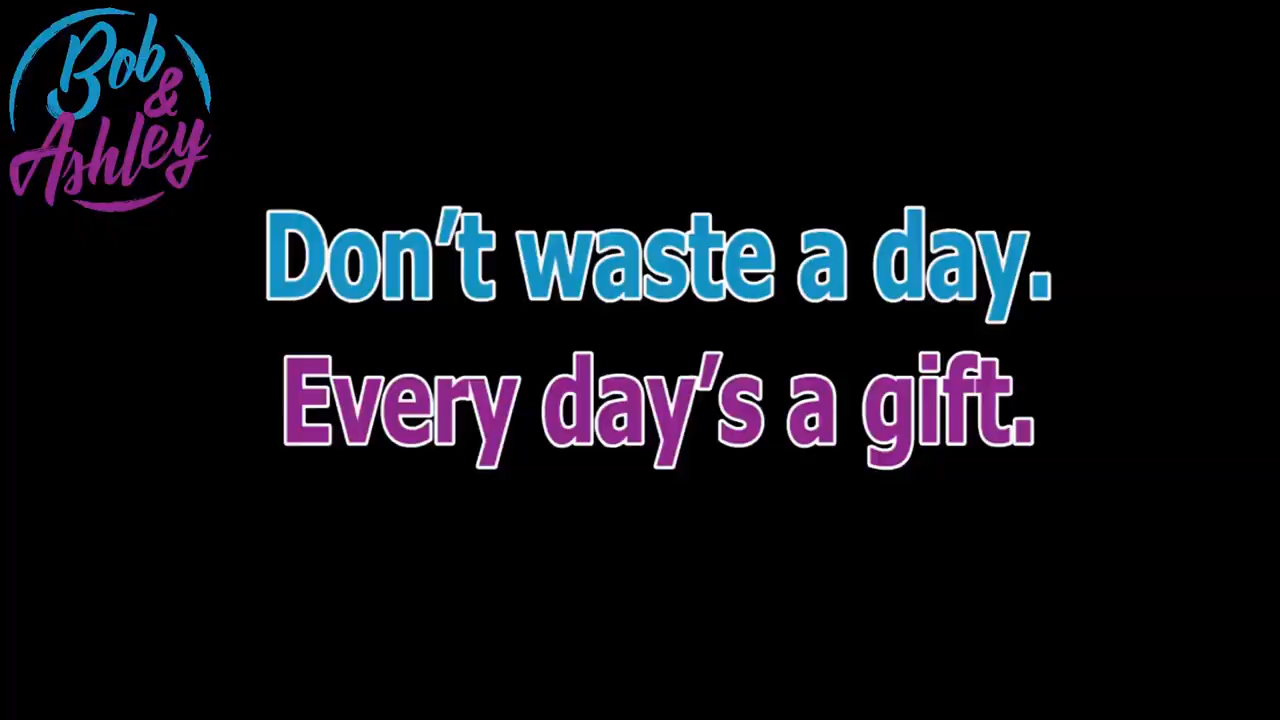 Bob
&
Ashley
Don’t waste a day.
Every day’s a gift.